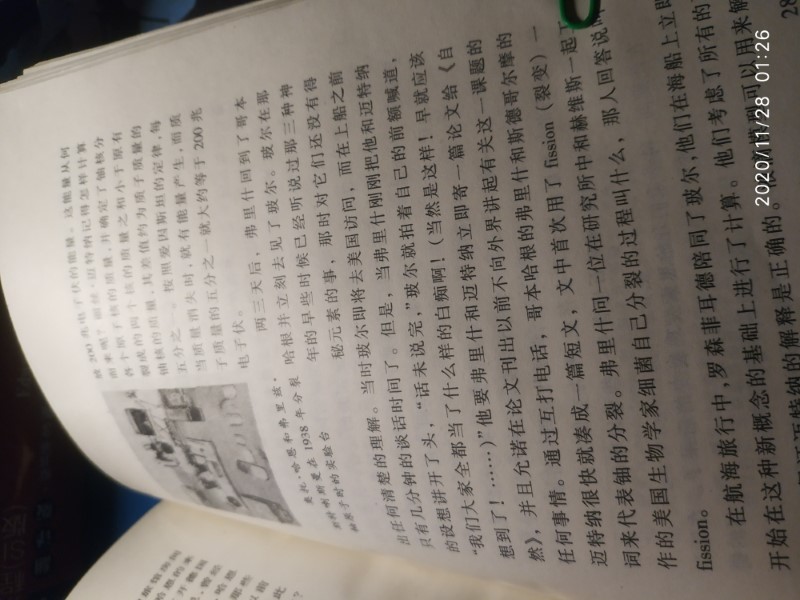 放 200 兆电子伏的能量。这能量从何
而来呢？丽丝·迈特纳记得怎样计算
各个原子核的质量，并确定了铀核分
裂成的两个核的质量之和小于原有
铀核的质量，其差值约为质子质量的
五分之一。按照爱因斯坦的定律，每
当质量消失时，就有能量产生，而质
子质量的五分之一就大约等于 200 兆
电子伏。
两三天后，弗里什回到了哥本
哈根并立刻去见了玻尔。玻尔在那
年的早些时候已经听说过那三种神
秘元素的事，那时对它们还没有得
奥托·哈恩和弗里兹·
斯特喇斯曼在 1938 年分裂
铀原子时的实验台
出任何清楚的理解。当时玻尔即将去美国访问，而在上船之前
只有几分钟的谈话时间了。但是，当弗里什刚刚把他和迈特纳
的设想讲开了头，“话未说完，”玻尔就拍着自己的前额喊道，
“我们大家全都当了什么样的白痴啊！（当然是这样！早就应该
想到了！……）”他要弗里什和迈特纳立即寄一篇论文给《自
然》，并且允诺在论文刊出以前不向外界讲起有关这一课题的
任何事情。通过互打电话，哥本哈根的弗里什和斯德哥尔摩的
迈特纳很快就凑成一篇短文，文中首次用了 fission（裂变）一
词来代表铀的分裂。弗里什问一位在研究所中和赫维斯一起工
作的美国生物学家细菌自己分裂的过程叫什么，那人回答说叫
fission。
在航海旅行中，罗森菲耳德陪同了玻尔，他们在海船上立即
开始在这种新概念的基础上进行了计算。他们考虑了所有的
迈特纳的解释是正确的。液滴模型可以用来解
2020/11/28 01:26